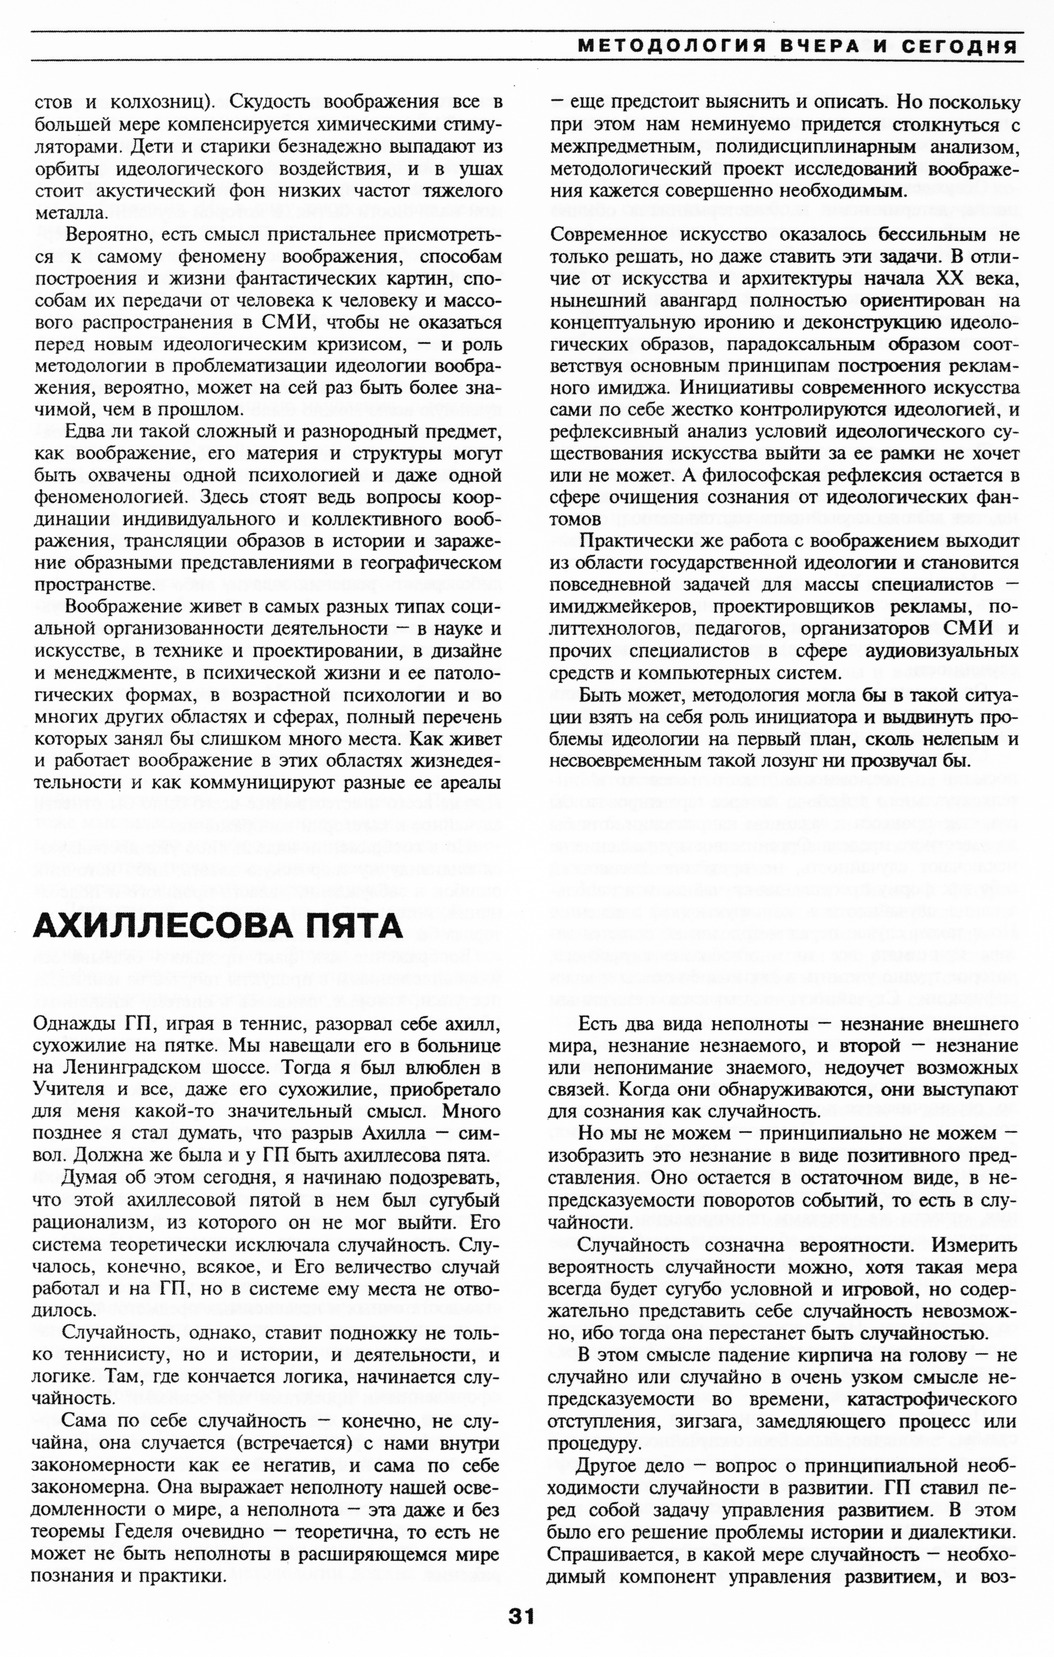 МЕТОДОЛОГИЯ ВЧЕРА И СЕГОДНЯ
стов и колхозниц). Скудость воображения все в
большей мере компенсируется химическими стиму-
ляторами. Дети и старики безнадежно выпадают из
орбиты идеологического воздействия, и в ушах
стоит акустический фон низких частот тяжелого
металла.
Вероятно, есть смысл пристальнее присмотреть-
ся к самому феномену воображения, способам
построения и жизни фантастических картин, спо-
собам их передачи от человека к человеку и массо-
вого распространения в СМИ, чтобы не оказаться
перед новым идеологическим кризисом, — и роль
методологии в проблематизации идеологии вообра-
жения, вероятно, может на сей раз быть более зна-
чимой, чем в прошлом.
Едва ли такой сложный и разнородный предмет,
как воображение, его материя и структуры могут
быть охвачены одной психологией и даже одной
феноменологией. Здесь стоят ведь вопросы коор-
динации индивидуального и коллективного вооб-
ражения, трансляции образов в истории и зараже-
ние образными представлениями в географическом
пространстве.
Воображение живет в самых разных типах соци-
альной организованности деятельности — в науке и
искусстве, в технике и проектировании, в дизайне
и менеджменте, в психической жизни и ее патоло-
гических формах, в возрастной психологии и во
многих других областях и сферах, полный перечень
которых занял бы слишком много места. Как живет
и работает воображение в этих областях жизнедея-
тельности и как коммуницируют разные ее ареалы
— еще предстоит выяснить и описать. Но поскольку
при этом нам неминуемо придется столкнуться с
межпредметным, полидисциплинарным анализом,
методологический проект исследований воображе-
ния кажется совершенно необходимым.
Современное искусство оказалось бессильным не
только решать, но даже ставить эти задачи. В отли-
чие от искусства и архитектуры начала XX века,
нынешний авангард полностью ориентирован на
концептуальную иронию и деконструкцию идеоло-
гических образов, парадоксальным образом соот-
ветствуя основным принципам построения реклам-
ного имиджа. Инициативы современного искусства
сами по себе жестко контролируются идеологией, и
рефлексивный анализ условий идеологического су-
ществования искусства выйти за ее рамки не хочет
или не может. А философская рефлексия остается в
сфере очищения сознания от идеологических фан-
томов
Практически же работа с воображением выходит
из области государственной идеологии и становится
повседневной задачей для массы специалистов —
имиджмейкеров, проектировщиков рекламы, по-
литтехнологов, педагогов, организаторов СМИ и
прочих специалистов в сфере аудиовизуальных
средств и компьютерных систем.
Быть может, методология могла бы в такой ситуа-
ции взять на себя роль инициатора и выдвинуть про-
блемы идеологии на первый план, сколь нелепым и
несвоевременным такой лозунг ни прозвучал бы.
АХИЛЛЕСОВА ПЯТА
Однажды ГП, играя в теннис, разорвал себе ахилл,
сухожилие на пятке. Мы навещали его в больнице
на Ленинградском шоссе. Тогда я был влюблен в
Учителя и все, даже его сухожилие, приобретало
для меня какой-то значительный смысл. Много
позднее я стал думать, что разрыв Ахилла — сим-
вол. Должна же была и у ГП быть ахиллесова пята.
Думая об этом сегодня, я начинаю подозревать,
что этой ахиллесовой пятой в нем был сугубый
рационализм, из которого он не мог выйти. Его
система теоретически исключала случайность. Слу-
чалось, конечно, всякое, и Его величество случай
работал и на ГП, но в системе ему места не отво-
дилось.
Случайность, однако, ставит подножку не толь-
ко теннисисту, но и истории, и деятельности, и
логике. Там, где кончается логика, начинается слу-
чайность.
Сама по себе случайность — конечно, не слу-
чайна, она случается (встречается) с нами внутри
закономерности как ее негатив, и сама по себе
закономерна. Она выражает неполноту нашей осве-
домленности о мире, а неполнота — эта даже и без
теоремы Геделя очевидно — теоретична, то есть не
может не быть неполноты в расширяющемся мире
познания и практики.
Есть два вида неполноты — незнание внешнего
мира, незнание незнаемого, и второй — незнание
или непонимание знаемого, недоучет возможных
связей. Когда они обнаруживаются, они выступают
для сознания как случайность.
Но мы не можем — принципиально не можем —
изобразить это незнание в виде позитивного пред-
ставления. Оно остается в остаточном виде, в не-
предсказуемости поворотов событий, то есть в слу-
чайности.
Случайность созначна вероятности. Измерить
вероятность случайности можно, хотя такая мера
всегда будет сугубо условной и игровой, но содер-
жательно представить себе случайность невозмож-
но, ибо тогда она перестанет быть случайностью.
В этом смысле падение кирпича на голову — не
случайно или случайно в очень узком смысле не-
предсказуемости во времени, катастрофического
отступления, зигзага, замедляющего процесс или
процедуру.
Другое дело — вопрос о принципиальной необ-
ходимости случайности в развитии. ГП ставил пе-
ред собой задачу управления развитием. В этом
было его решение проблемы истории и диалектики.
Спрашивается, в какой мере случайность — необхо-
димый компонент управления развитием, и воз-
31